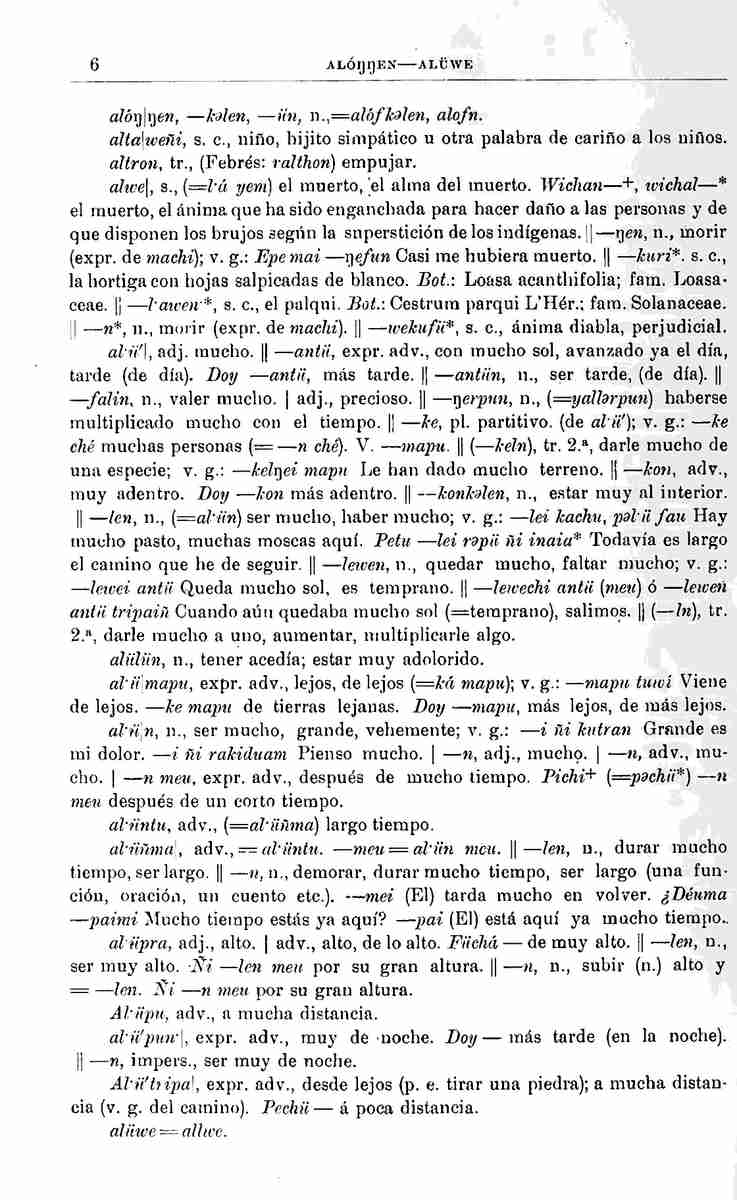 6 ALÓŊŊEN—ALÜWE
alóŋ|ŋen, —kəlen, —ün, n.,=alófkəlen, alofn.
alta|weñi, s. c., niño, hijito simpático u otra palabra de cariño a los niños.
altron, tr., (Febrés: ralthon) empujar.
alwe|, s., (=l·á yem) el muerto, el alma del muerto. Wichan—+, wichal—*
el muerto, el ánima que ha sido enganchada para hacer daño a las personas y de
que disponen los brujos según la snperstición de los indígenas. || —ŋen, n., morir
(expr. de machi); v. g.: Epe mai —ŋefun Casi me hubiera muerto. || —kuri*. s. c.,
la hortiga con hojas salpicadas de blanco. Bot.: Loasa acanthifolia; fam. Loasa-
ceae. || —l·awen·*, s. c., el palqui. Bot.: Cestrum parqui L'Hér.; fam. Solanaceae.
|| —n*, n., morir (expr. de machi). || —wekufü*, s. c., ánima diabla, perjudicial.
al·ü'|, adj. mucho. || —antü, expr. adv., con mucho sol, avanzado ya el día,
tarde (de día). Doy —antü, más tarde. || —antün, n., ser tarde, (de día). ||
—falin, n., valer mucho. | adj., precioso. || —ŋerpun, n., (=yallərpun) haberse
multiplicado mucho con el tiempo. || —ke, pl. partitivo. (de al·ü'); v. g.: —ke
ché muchas personas (= —n ché). V. —mapu. || (—keln), tr. 2.ª, darle mucho de
una especie; v. g.: —kelŋei mapu Le han dado mucho terreno. || —kon, adv.,
muy adentro. Doy —kon más adentro. || —konkəlen, n., estar muy al interior.
|| —len, n., (=al·ün) ser mucho, haber mucho; v. g.: —lei kachu, pəl·ü fau Hay
mucho pasto, muchas moscas aquí. Petu —lei rəpü ñi inaia* Todavía es largo
el camino que he de seguir. || —lewen, n., quedar mucho, faltar mucho; v. g.:
—lewei antü Queda mucho sol, es temprano. || —lewechi antü (meu) ó —leweń
antü tripaiñ Cuando aún quedaba mucho sol (=temprano), salimos. || (—ln), tr.
2.ª, darle mucho a uno, aumentar, multiplicarle algo.
alülün, n., tener acedía; estar muy adolorido.
al·ü|mapu, expr. adv., lejos, de lejos (=ká mapu); v. g.: —mapu tuwí Viene
de lejos. —ke mapu de tierras lejanas. Doy —mapu, más lejos, de más lejos.
al·ü|n, n., ser mucho, grande, vehemente; v. g.: —i ñi kutran Grande es
mi dolor. —i ñi rakiduam Pienso mucho. | —n, adj., mucho. | —n, adv., mu-
cho. | —n meu, expr. adv., después de mucho tiempo. Pichi+ (=pəchü*) —n
meu después de un corto tiempo.
al·üntu, adv., (=al·üñma) largo tiempo.
al·üñma|, adv., = al·üntu. —meu = al·ün meu. || —len, n., durar mucho
tiempo, ser largo. || —n, n., demorar, durar mucho tiempo, ser largo (una fun-
ción, oración, un cuento etc.). —mei (El) tarda mucho en volver. ¿Déuma
—paimi Mucho tiempo estás ya aquí? —pai (El) está aquí ya mucho tiempo..
al·üpra, adj., alto. | adv., alto, de lo alto. Füchá — de muy alto. || —len, n.,
ser muy alto. Ñi —len meu por su gran altura. || —n, n., subir (n.) alto y
= —len. Ñi —n meu por su gran altura.
Al·üpu, adv., a mucha distancia.
al·ü'pun·|, expr. adv., muy de noche. Doy — más tarde (en la noche).
|| —n, impers., ser muy de noche.
Al·ü'tripa|, expr. adv., desde lejos (p. e. tirar una piedra); a mucha distan-
cia (v. g. del camino). Pechü — á poca distancia.
alüwe = allwe.